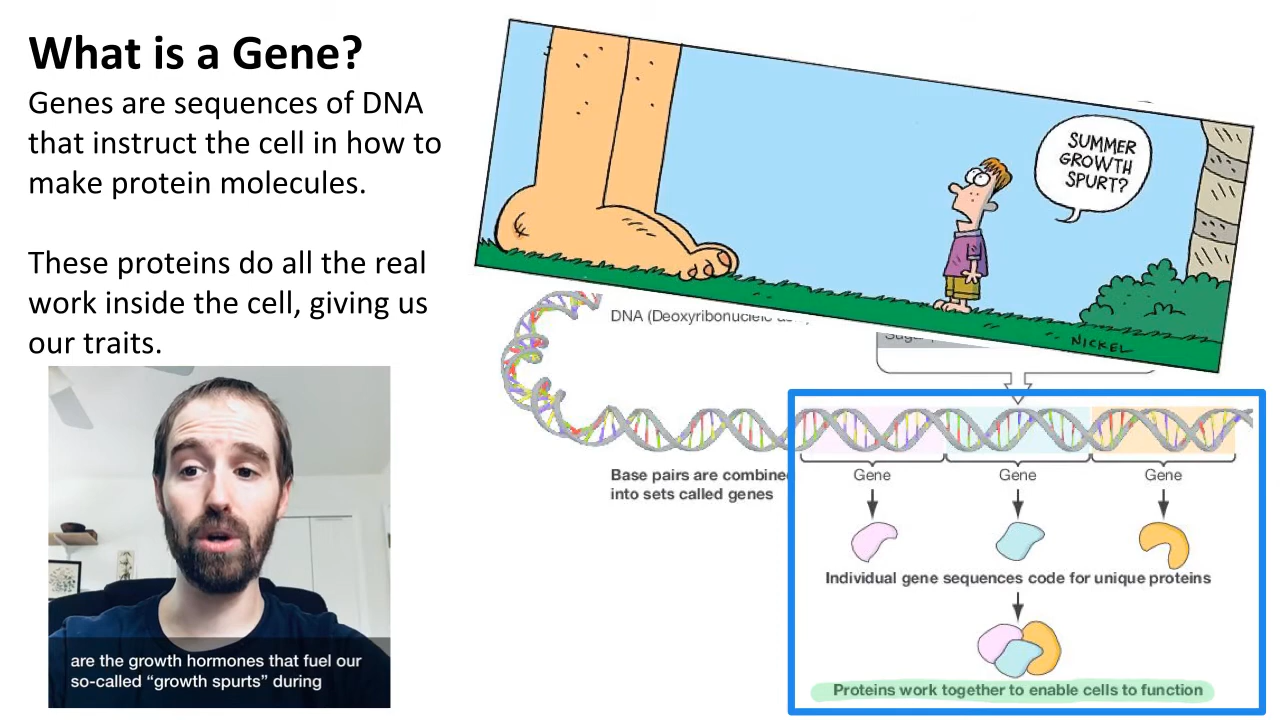 What is a Gene?
Genes are sequences of DNA
that instruct the cell in how to
make protein molecules.
These proteins do all the real
work inside the cell, giving us
our traits.
SUMMER
GROWTH
SPURT?
NICKEL
DNA (Deoxyribonucleic
Base pairs are combine
into sets called genes
Gene
Gene
Gene
Individual gene sequences code for unique proteins
Proteins work together to enable cells to function
are the growth hormones that fuel our
so-called “growth spurts” during